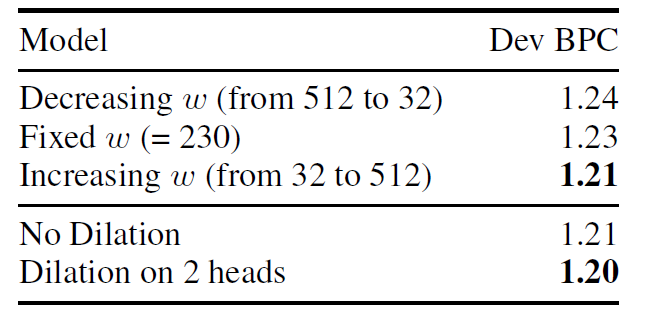 Model Dev BPC
Decreasing w (from 512 to 32) 1.24
Fixed w (= 230) 1.23
Increasing w (from 32 to 512) 1.21
No Dilation 1.21
Dilation on 2 heads 1.20